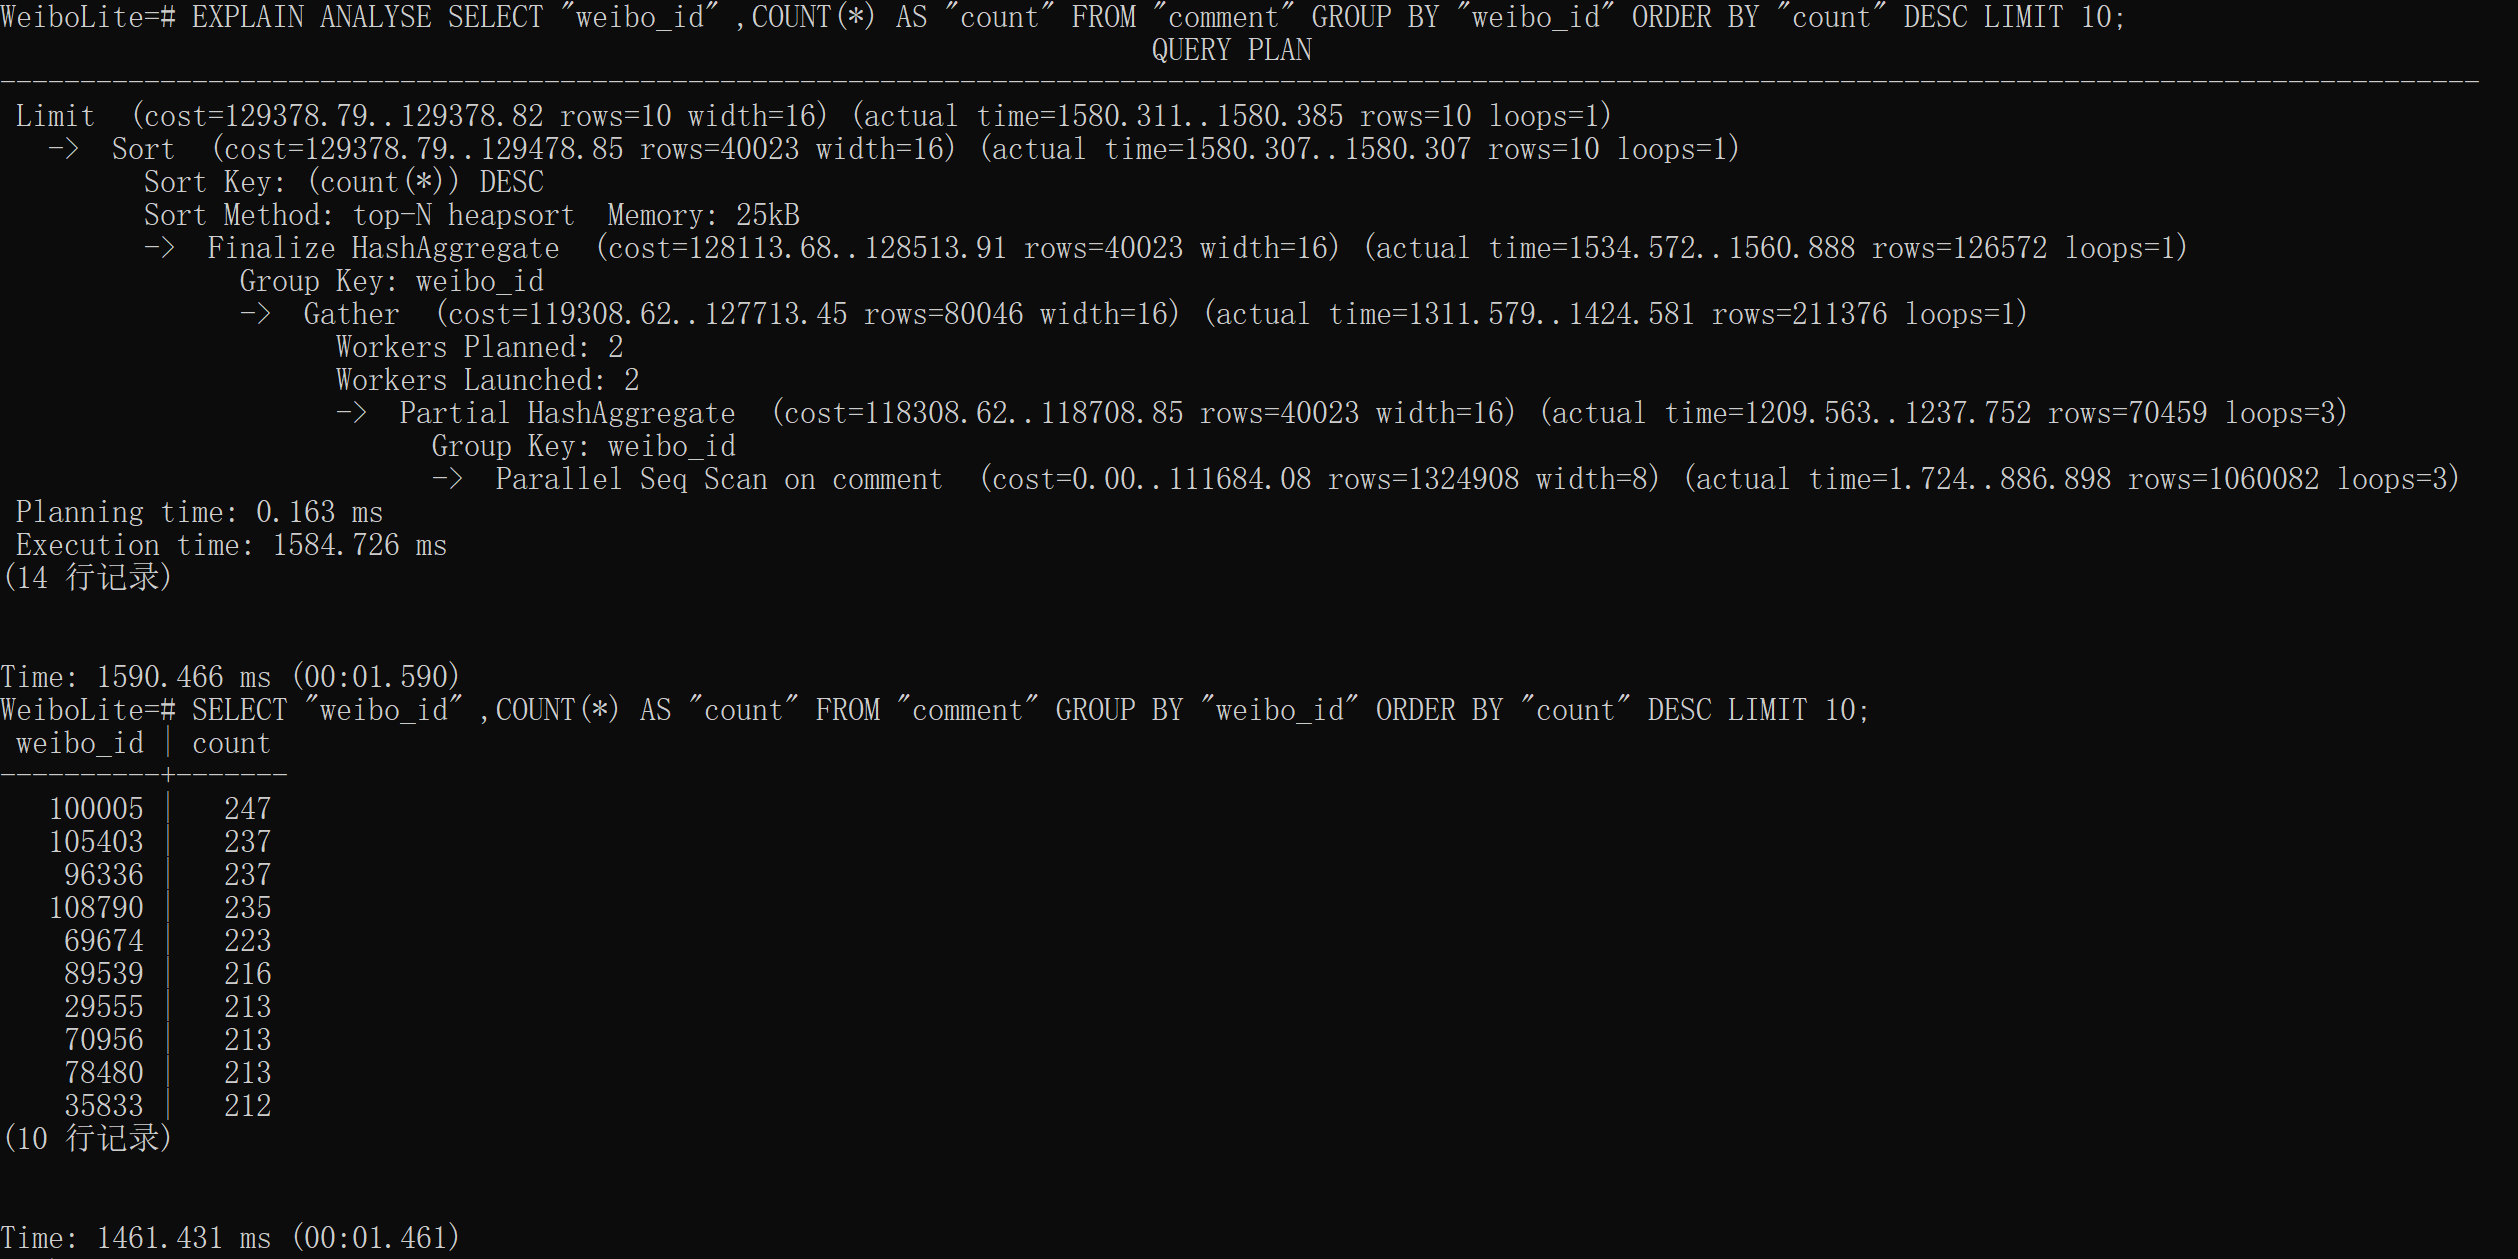 WeiboLite=# EXPLAIN ANALYSE SELECT "weibo_id" ,COUNT(*) AS "count" FROM "comment" GROUP BY "weibo_id" ORDER BY "count" DESC LIMIT 10;
QUERY PLAN
-----------------------------------------------------------------------------------------------------------------------------------------------------------
Limit  (cost=129378.79..129378.82 rows=10 width=16) (actual time=1580.311..1580.385 rows=10 loops=1)
->  Sort  (cost=129378.79..129478.85 rows=40023 width=16) (actual time=1580.307..1580.307 rows=10 loops=1)
Sort Key: (count(*)) DESC
Sort Method: top-N heapsort  Memory: 25kB
->  Finalize HashAggregate  (cost=128113.68..128513.91 rows=40023 width=16) (actual time=1534.572..1560.888 rows=126572 loops=1)
Group Key: weibo_id
->  Gather  (cost=119308.62..127713.45 rows=80046 width=16) (actual time=1311.579..1424.581 rows=211376 loops=1)
Workers Planned: 2
Workers Launched: 2
->  Partial HashAggregate  (cost=118308.62..118708.85 rows=40023 width=16) (actual time=1209.563..1237.752 rows=70459 loops=3)
Group Key: weibo_id
->  Parallel Seq Scan on comment  (cost=0.00..111684.08 rows=1324908 width=8) (actual time=1.724..886.898 rows=1060082 loops=3)
Planning time: 0.163 ms
Execution time: 1584.726 ms
(14 行记录)
Time: 1590.466 ms (00:01.590)
WeiboLite=# SELECT "weibo_id" ,COUNT(*) AS "count" FROM "comment" GROUP BY "weibo_id" ORDER BY "count" DESC LIMIT 10;
weibo_id | count
----------+-------
100005 | 247
105403 | 237
96336 | 237
108790 | 235
69674 | 223
89539 | 216
29555 | 213
70956 | 213
78480 | 213
35833 | 212
(10 行记录)
Time: 1461.431 ms (00:01.461)